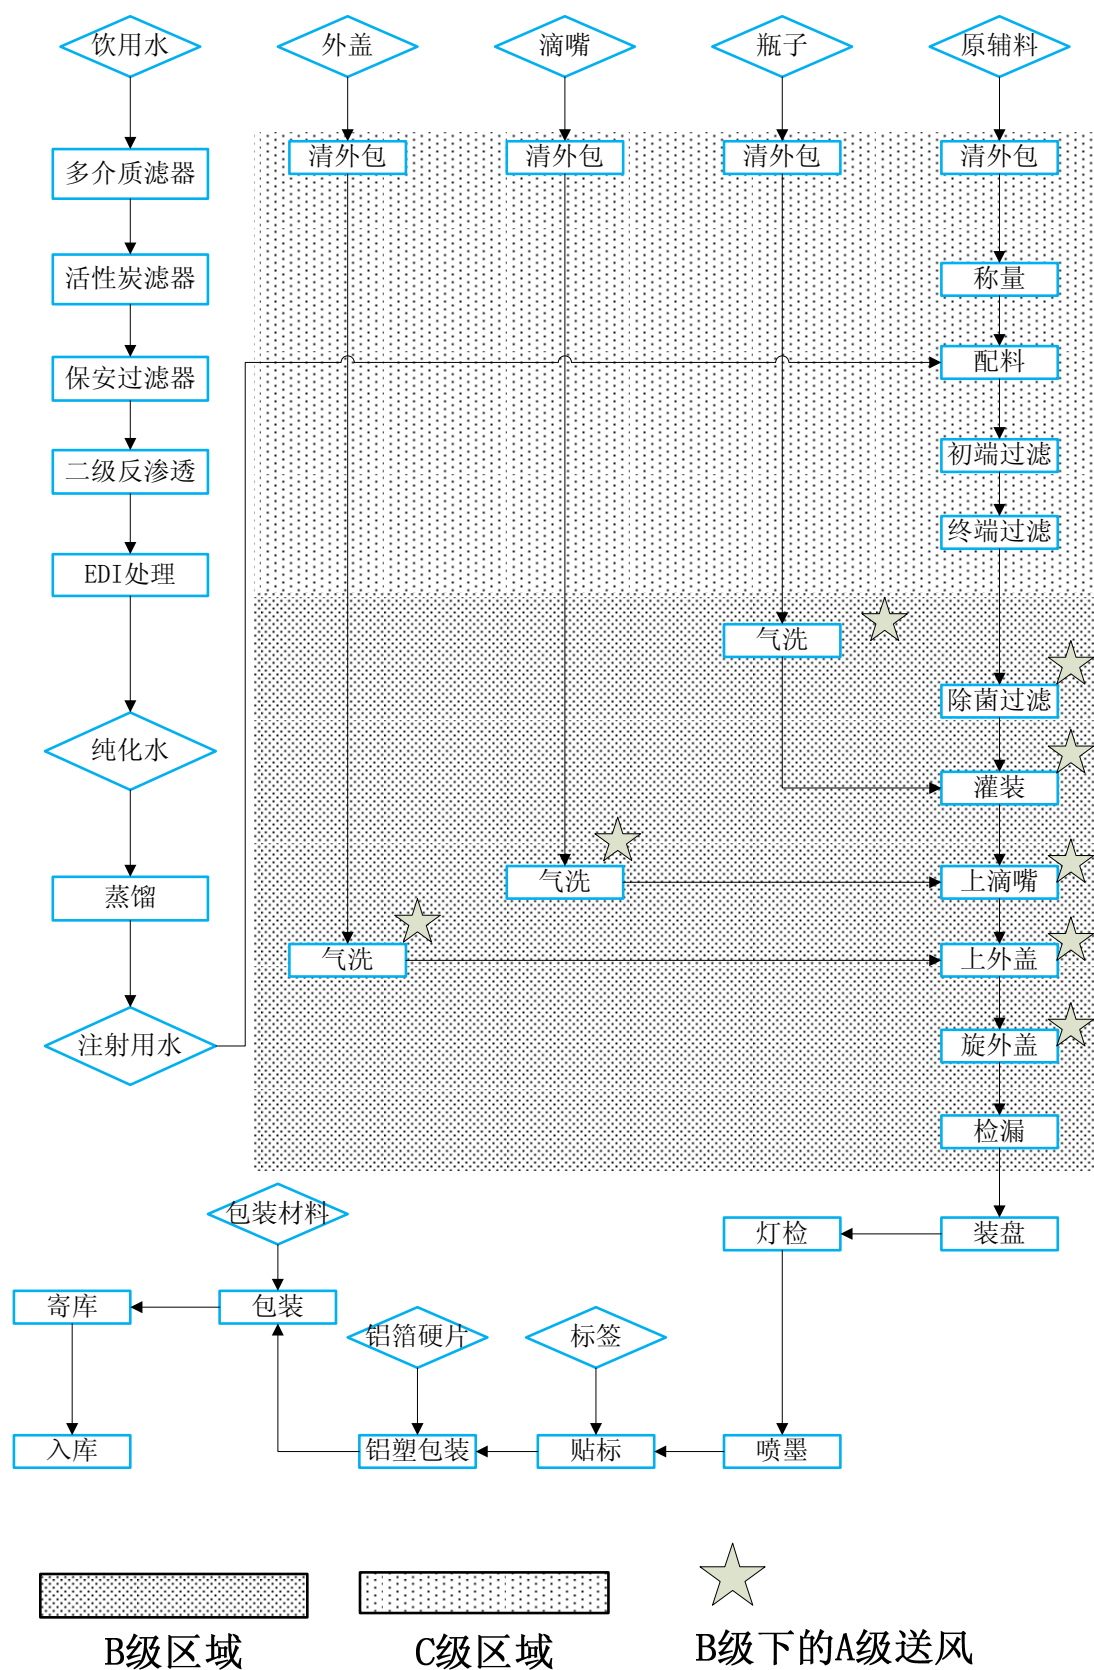 饮用水
外盖
滴嘴
瓶子
原辅料
多介质滤器
清外包
清外包
清外包
清外包
活性炭滤器
称量
保安过滤器
配料
二级反渗透
初端过滤
终端过滤
EDI处理
气洗
除菌过滤
纯化水
灌装
蒸馏
气洗
上滴嘴
气洗
上外盖
注射用水
旋外盖
检漏
包装材料
灯检
装盘
寄库
包装
铝箔硬片
标签
入库
铝塑包装
贴标
喷墨
B级区域
C级区域
B级下的A级送风